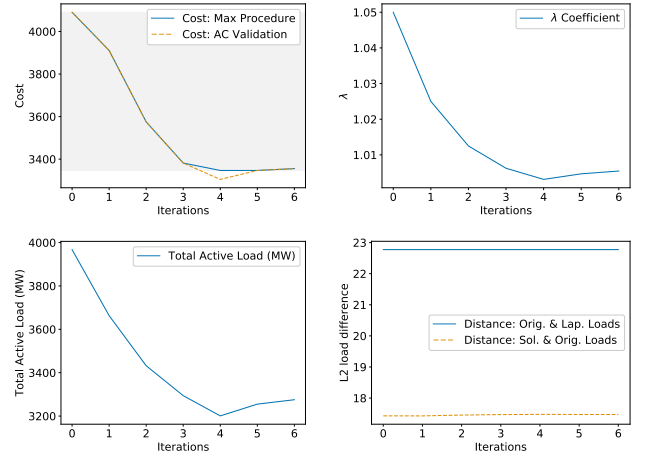 4000
3800
3600
3400
Cost
Cost: Max Procedure
Cost: AC Validation
0 1 2 3 4 5 6
Iterations
1.05
1.04
1.03
1.02
1.01
λ
λ Coefficient
0 1 2 3 4 5 6
Iterations
4000
3800
3600
3400
3200
Total Active Load (MW)
Total Active Load (MW)
0 1 2 3 4 5 6
Iterations
23
22
21
20
19
18
L2 load difference
Distance: Orig. & Lap. Loads
Distance: Sol. & Orig. Loads
0 1 2 3 4 5 6
Iterations